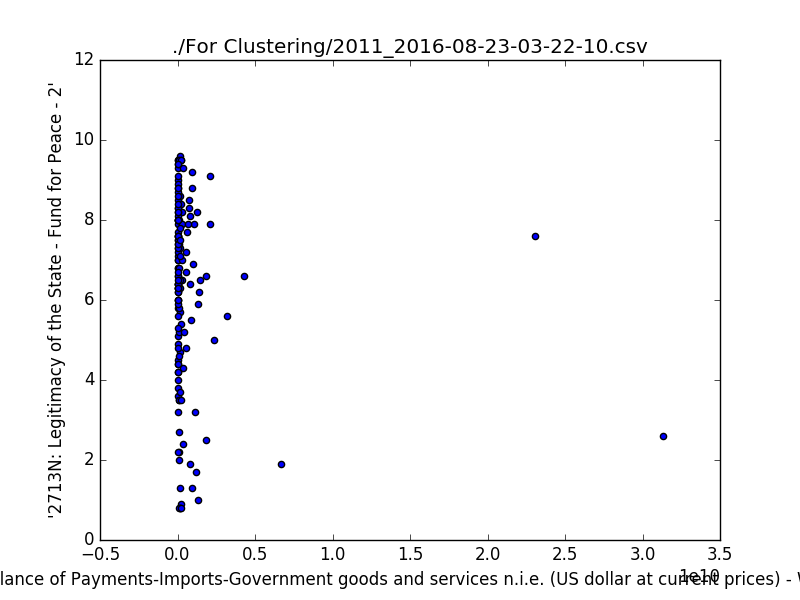 ./For Clustering/2011_2016-08-23-03-22-10.csv
'2713N: Legitimacy of the State - Fund for Peace - 2'
12
10
8
6
4
2
0
−0.5 0.0 0.5 1.0 1.5 2.0 2.5 3.0 3.5
1e10
lance of Payments-Imports-Government goods and services n.i.e. (US dollar at current prices) -